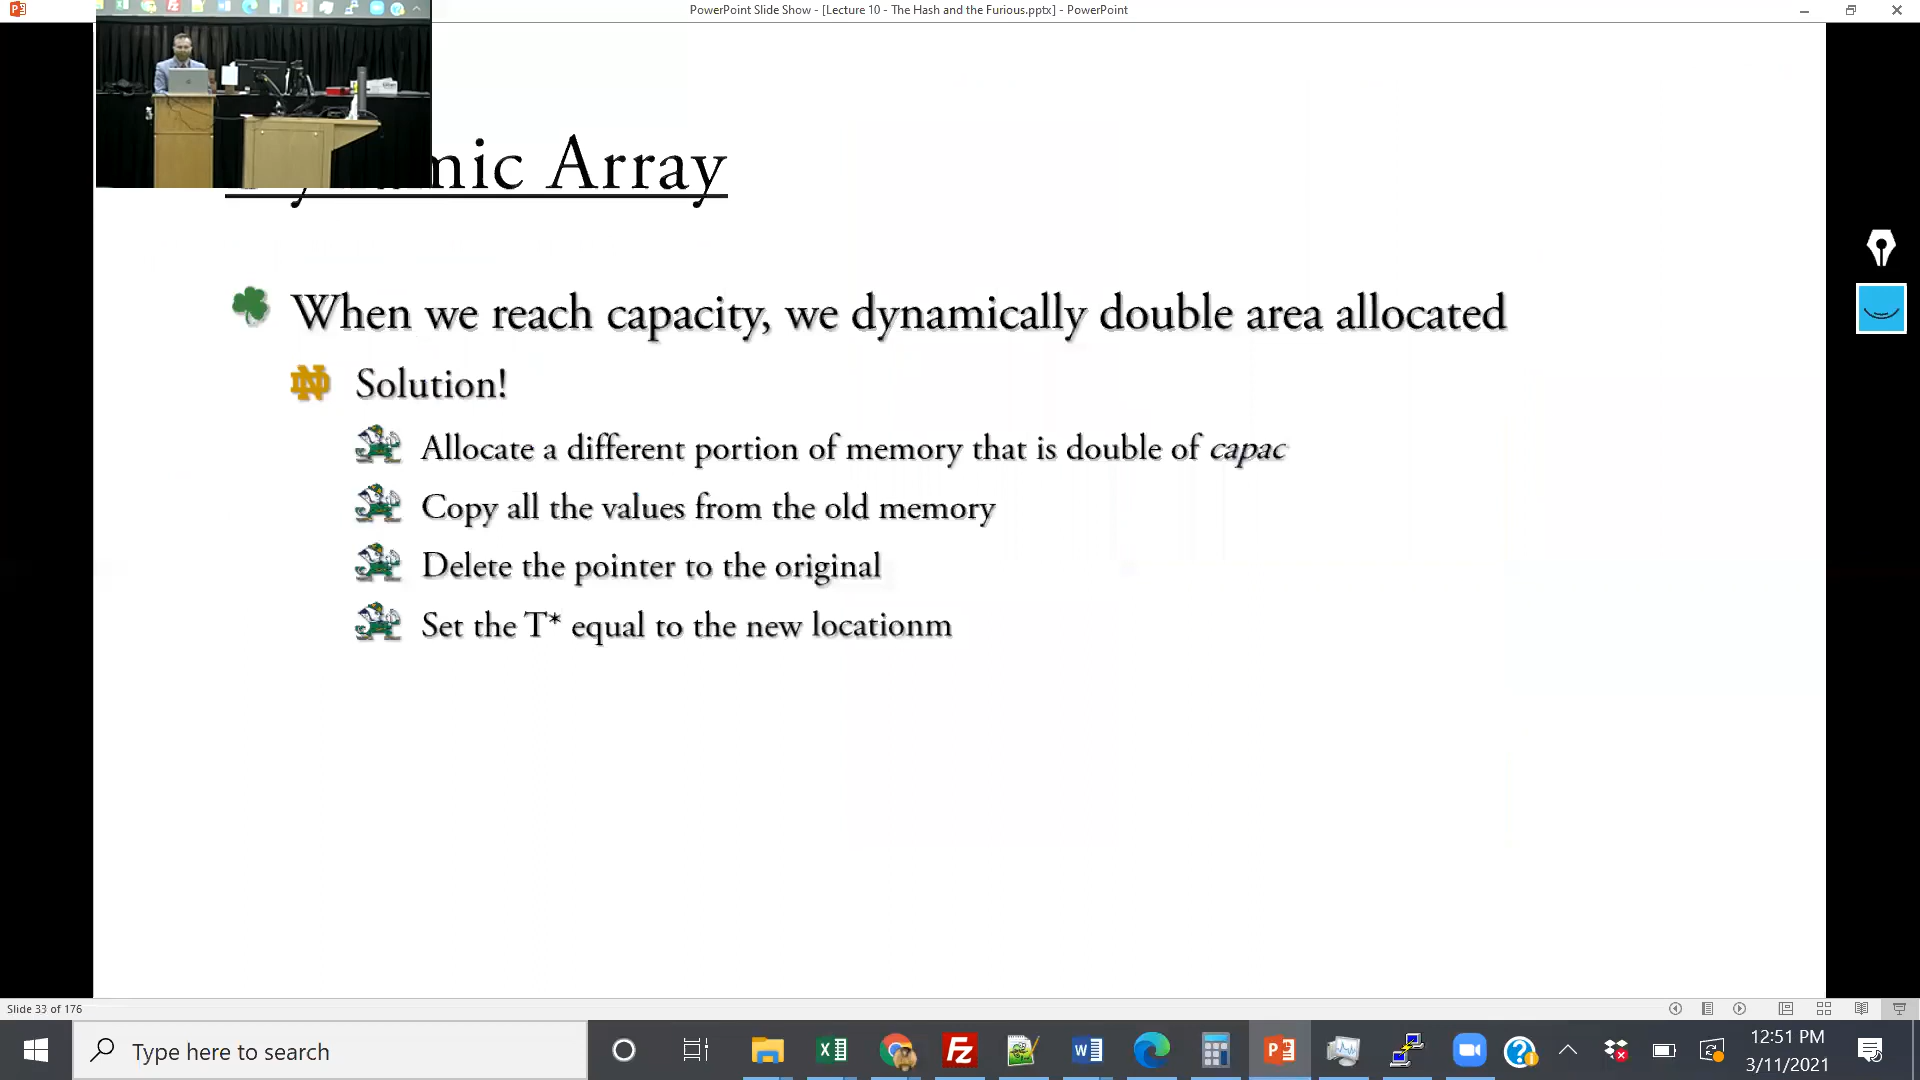 PowerPoint Slide Show - [Lecture 10 - The Hash and the Furious.pptx] - PowerPoint
Array
When we reach capacity, we dynamically double area allocated
Solution!
Allocate a different portion of memory that is double of capac
Copy all the values from the old memory
Delete the pointer to the original
Set the T* equal to the new locationm
Slide 33 of 176
Type here to search
12:51 PM
3/11/2021